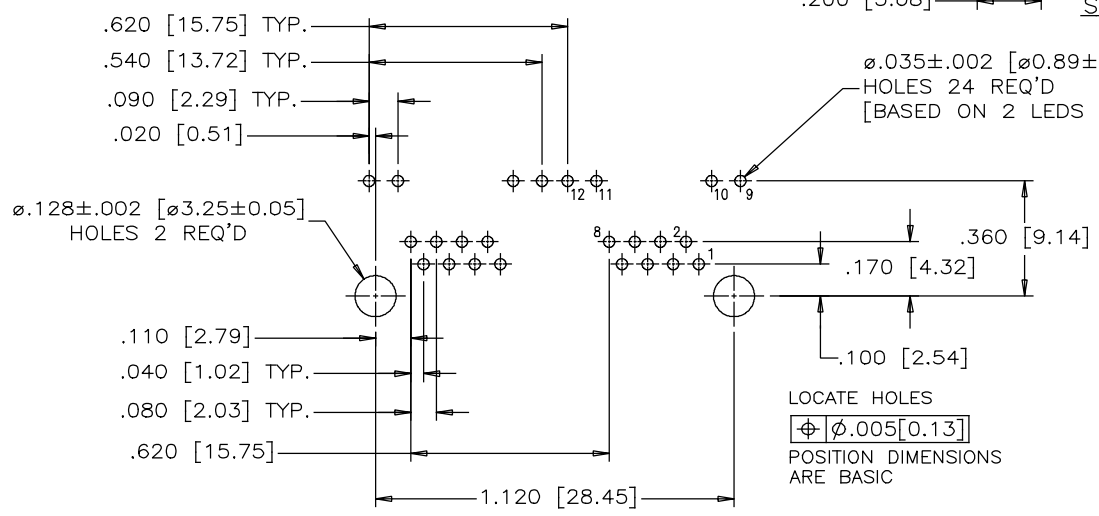 .200 [5.08]
S
.620 [15.75] TYP.
.540 [13.72] TYP.
.090 [2.29] TYP.
.020 [0.51]
ø.035±.002 [ø0.89±
HOLES 24 REQ'D
[BASED ON 2 LEDS
12 11
10 9
ø.128±.002 [ø3.25±0.05]
HOLES 2 REQ'D
8 2
1
.360 [9.14]
.170 [4.32]
.110 [2.79]
.100 [2.54]
.040 [1.02] TYP.
.080 [2.03] TYP.
.620 [15.75]
1.120 [28.45]
LOCATE HOLES
⌖ Ø.005[0.13]
POSITION DIMENSIONS
ARE BASIC